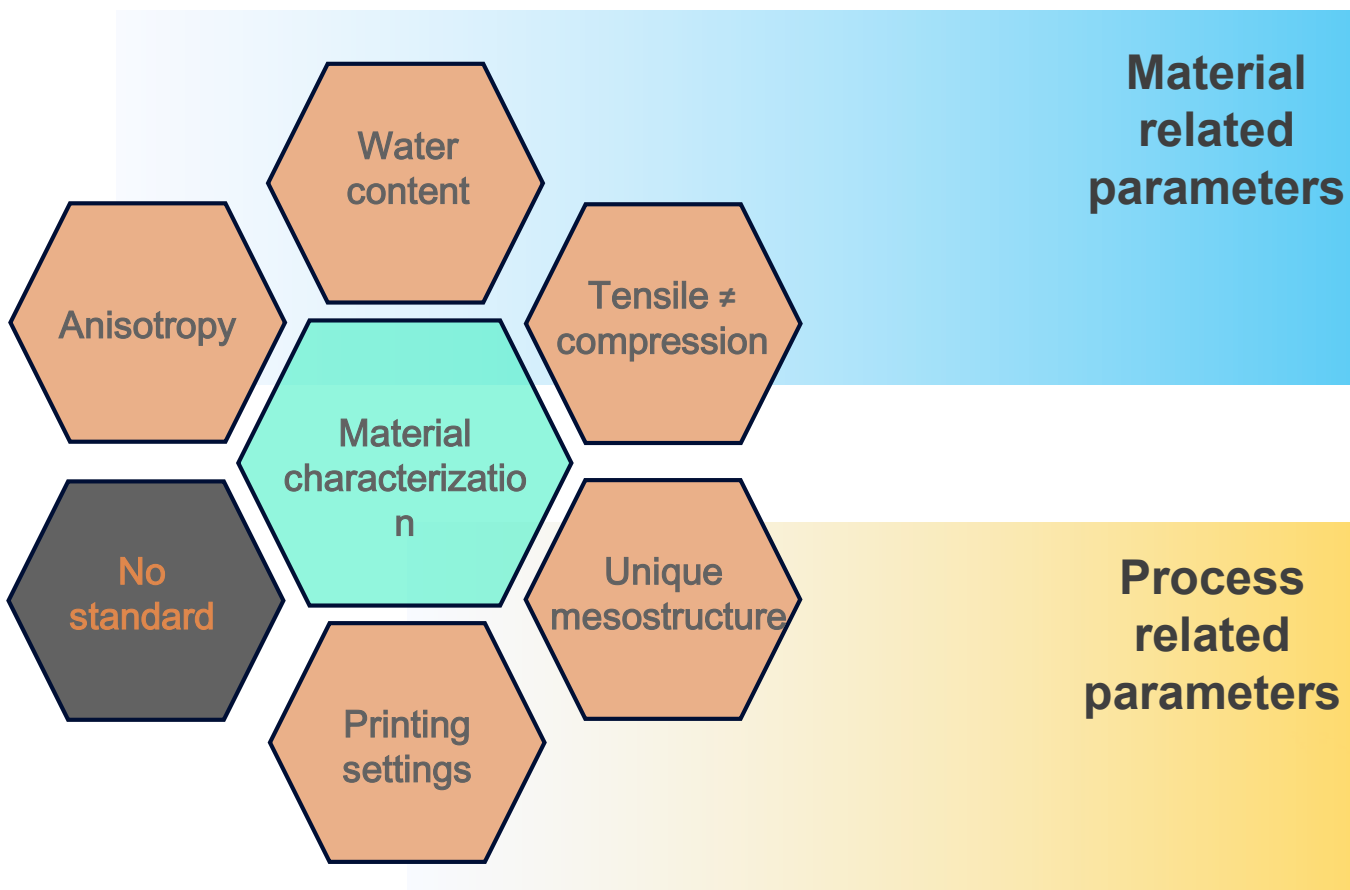 Material
related
parameters
Water
content
Anisotropy
Tensile ≠
compression
Material
characterizatio
n
No
standard
Unique
mesostructure
Process
related
parameters
Printing
settings